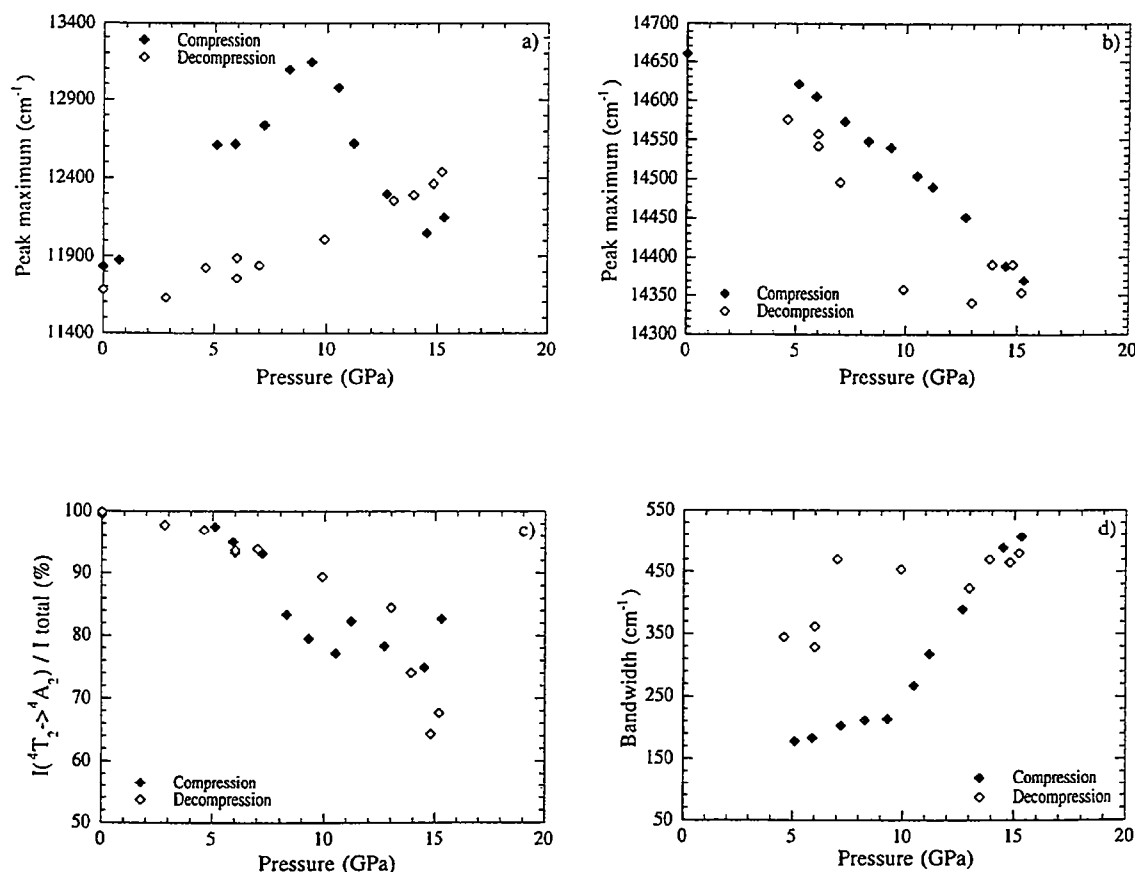 13400
12900
12400
11900
11400
Peak maximum (cm⁻¹)
Compression
Decompression
a)
0
5
10
15
20
Pressure (GPa)
14700
14650
14600
14550
14500
14450
14400
14350
14300
Peak maximum (cm⁻¹)
b)
Compression
Decompression
0
5
10
15
20
Pressure (GPa)
100
90
80
70
60
50
I(⁴T₂->⁴A₂) / I total (%)
c)
Compression
Decompression
0
5
10
15
20
Pressure (GPa)
550
450
350
250
150
50
Bandwidth (cm⁻¹)
d)
Compression
Decompression
0
5
10
15
20
Pressure (GPa)